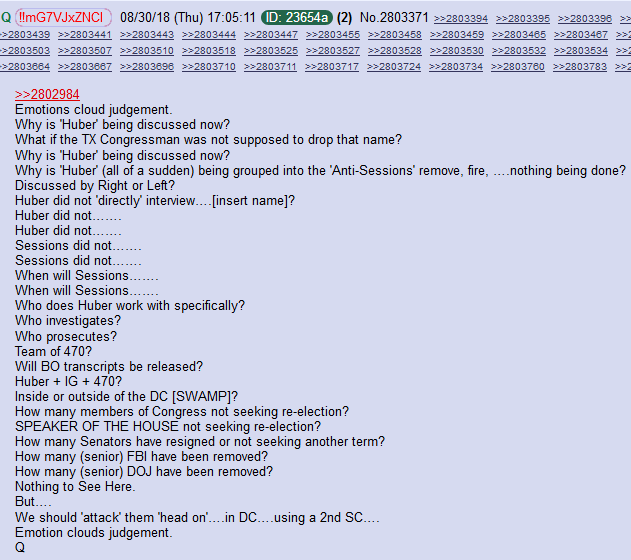 Q !!mG7VJxZNCI 08/30/18 (Thu) 17:05:11 ID: 23654a (2) No.2803371 >>2803394 >>2803395 >>2803396 >>
>2803439 >>2803441 >>2803443 >>2803444 >>2803447 >>2803455 >>2803458 >>2803459 >>2803465 >>2803467 >>2
>2803503 >>2803507 >>2803510 >>2803518 >>2803525 >>2803527 >>2803528 >>2803530 >>2803532 >>2803534 >>2
>2803664 >>2803667 >>2803696 >>2803710 >>2803711 >>2803717 >>2803724 >>2803734 >>2803760 >>2803783 >>2
>>2802984
Emotions cloud judgement.
Why is 'Huber' being discussed now?
What if the TX Congressman was not supposed to drop that name?
Why is 'Huber' being discussed now?
Why is 'Huber' (all of a sudden) being grouped into the 'Anti-Sessions' remove, fire, ….nothing being done?
Discussed by Right or Left?
Huber did not 'directly' interview….[insert name]?
Huber did not…….
Huber did not…….
Sessions did not…….
Sessions did not…….
When will Sessions…….
When will Sessions…….
Who does Huber work with specifically?
Who investigates?
Who prosecutes?
Team of 470?
Will BO transcripts be released?
Huber + IG + 470?
Inside or outside of the DC [SWAMP]?
How many members of Congress not seeking re-election?
SPEAKER OF THE HOUSE not seeking re-election?
How many Senators have resigned or not seeking another term?
How many (senior) FBI have been removed?
How many (senior) DOJ have been removed?
Nothing to See Here.
But….
We should 'attack' them 'head on'….in DC….using a 2nd SC….
Emotion clouds judgement.
Q